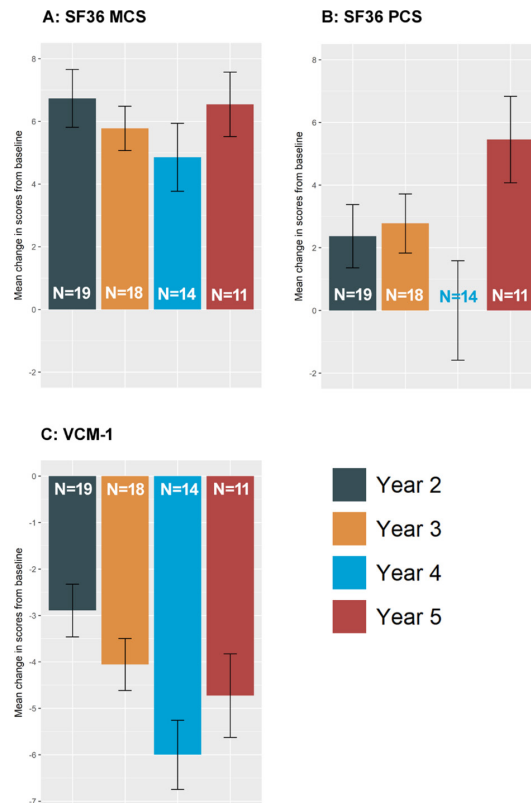 A: SF36 MCS
Mean change in scores from baseline
8
6
4
2
0
-2
N=19 N=18 N=14 N=11
B: SF36 PCS
Mean change in scores from baseline
8
6
4
2
0
-2
N=19 N=18 N=14 N=11
C: VCM-1
Mean change in scores from baseline
0
-1
-2
-3
-4
-5
-6
-7
N=19 N=18 N=14 N=11
Year 2
Year 3
Year 4
Year 5